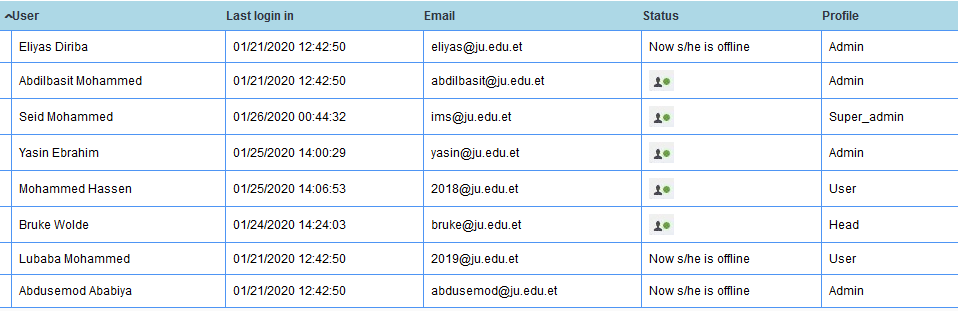 User Last login in Email Status Profile
Eliyas Diriba 01/21/2020 12:42:50 eliyas@ju.edu.et Now s/he is offline Admin
Abdilbasit Mohammed 01/21/2020 12:42:50 abdilbasit@ju.edu.et Admin
Seid Mohammed 01/26/2020 00:44:32 ims@ju.edu.et Super_admin
Yasin Ebrahim 01/25/2020 14:00:29 yasin@ju.edu.et Admin
Mohammed Hassen 01/25/2020 14:06:53 2018@ju.edu.et User
Bruke Wolde 01/24/2020 14:24:03 bruke@ju.edu.et Head
Lubaba Mohammed 01/21/2020 12:42:50 2019@ju.edu.et Now s/he is offline User
Abdusemod Ababiya 01/21/2020 12:42:50 abdusemod@ju.edu.et Now s/he is offline Admin